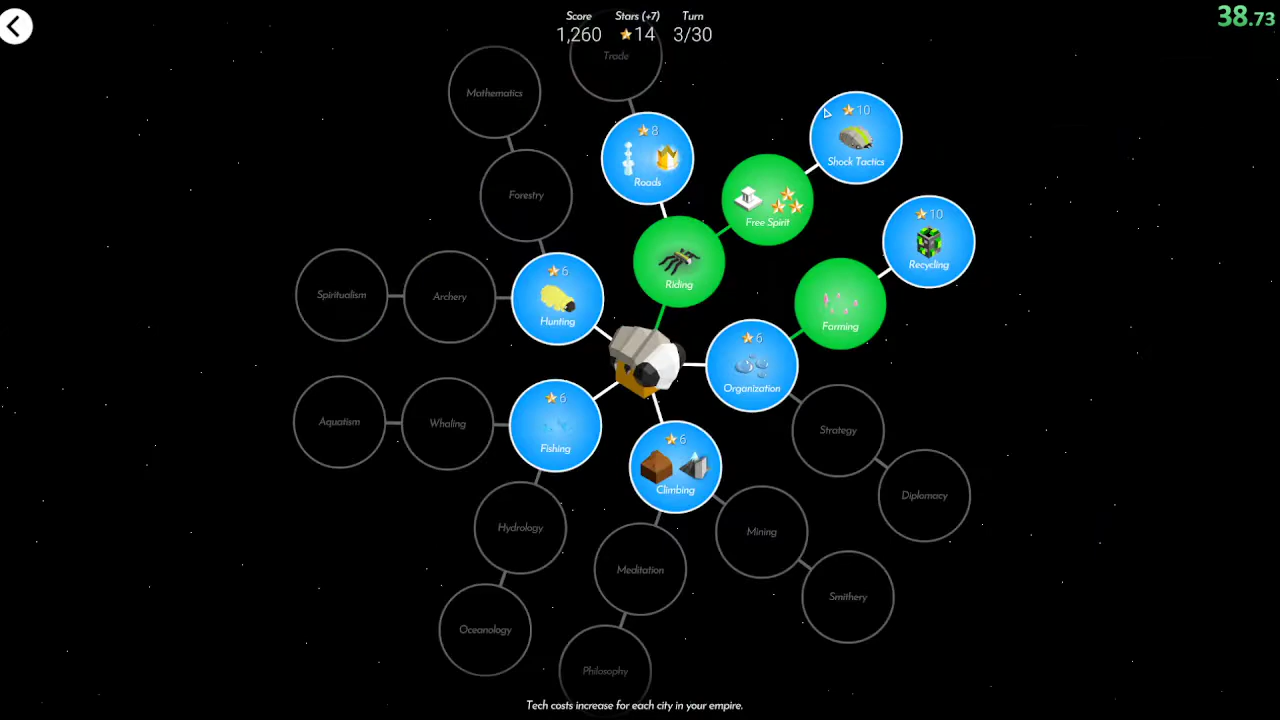 38.73
Score Stars (+7) Turn
1,260 14 3/30
Trade
Mathematics
10
Shock Tactics
8
Roads
Forestry
Free Spirit
10
Recycling
Riding
6
Hunting
Spiritualism
Archery
Farming
6
Organization
6
Fishing
Aquatism
Whaling
Strategy
6
Climbing
Diplomacy
Hydrology
Mining
Meditation
Smithery
Oceanology
Philosophy
Tech costs increase for each city in your empire.